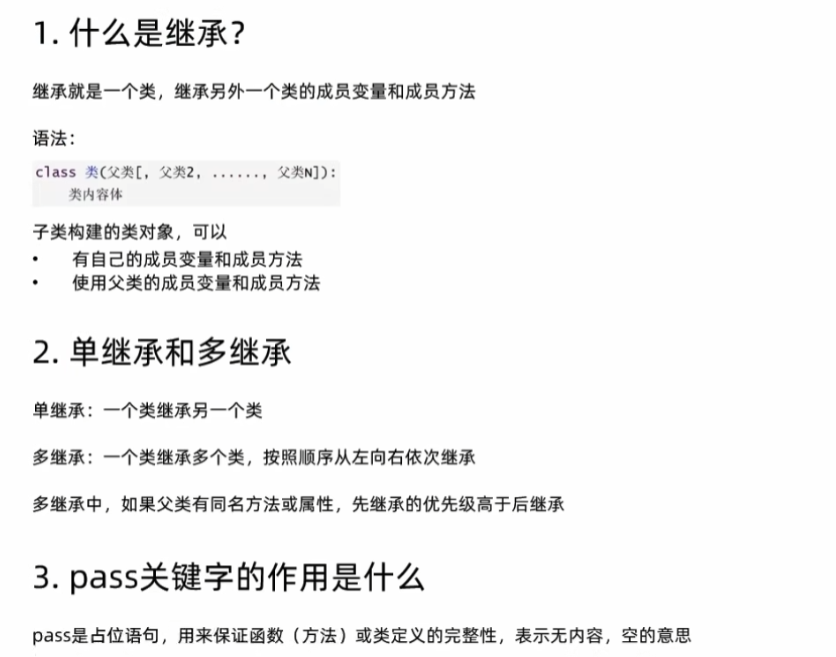 1. 什么是继承？
继承就是一个类，继承另外一个类的成员变量和成员方法
语法：
class 类(父类[, 父类2, ......, 父类N]):
类内容体
子类构建的类对象，可以
• 有自己的成员变量和成员方法
• 使用父类的成员变量和成员方法
2. 单继承和多继承
单继承：一个类继承另一个类
多继承：一个类继承多个类，按照顺序从左向右依次继承
多继承中，如果父类有同名方法或属性，先继承的优先级高于后继承
3. pass关键字的作用是什么
pass是占位语句，用来保证函数（方法）或类定义的完整性，表示无内容，空的意思